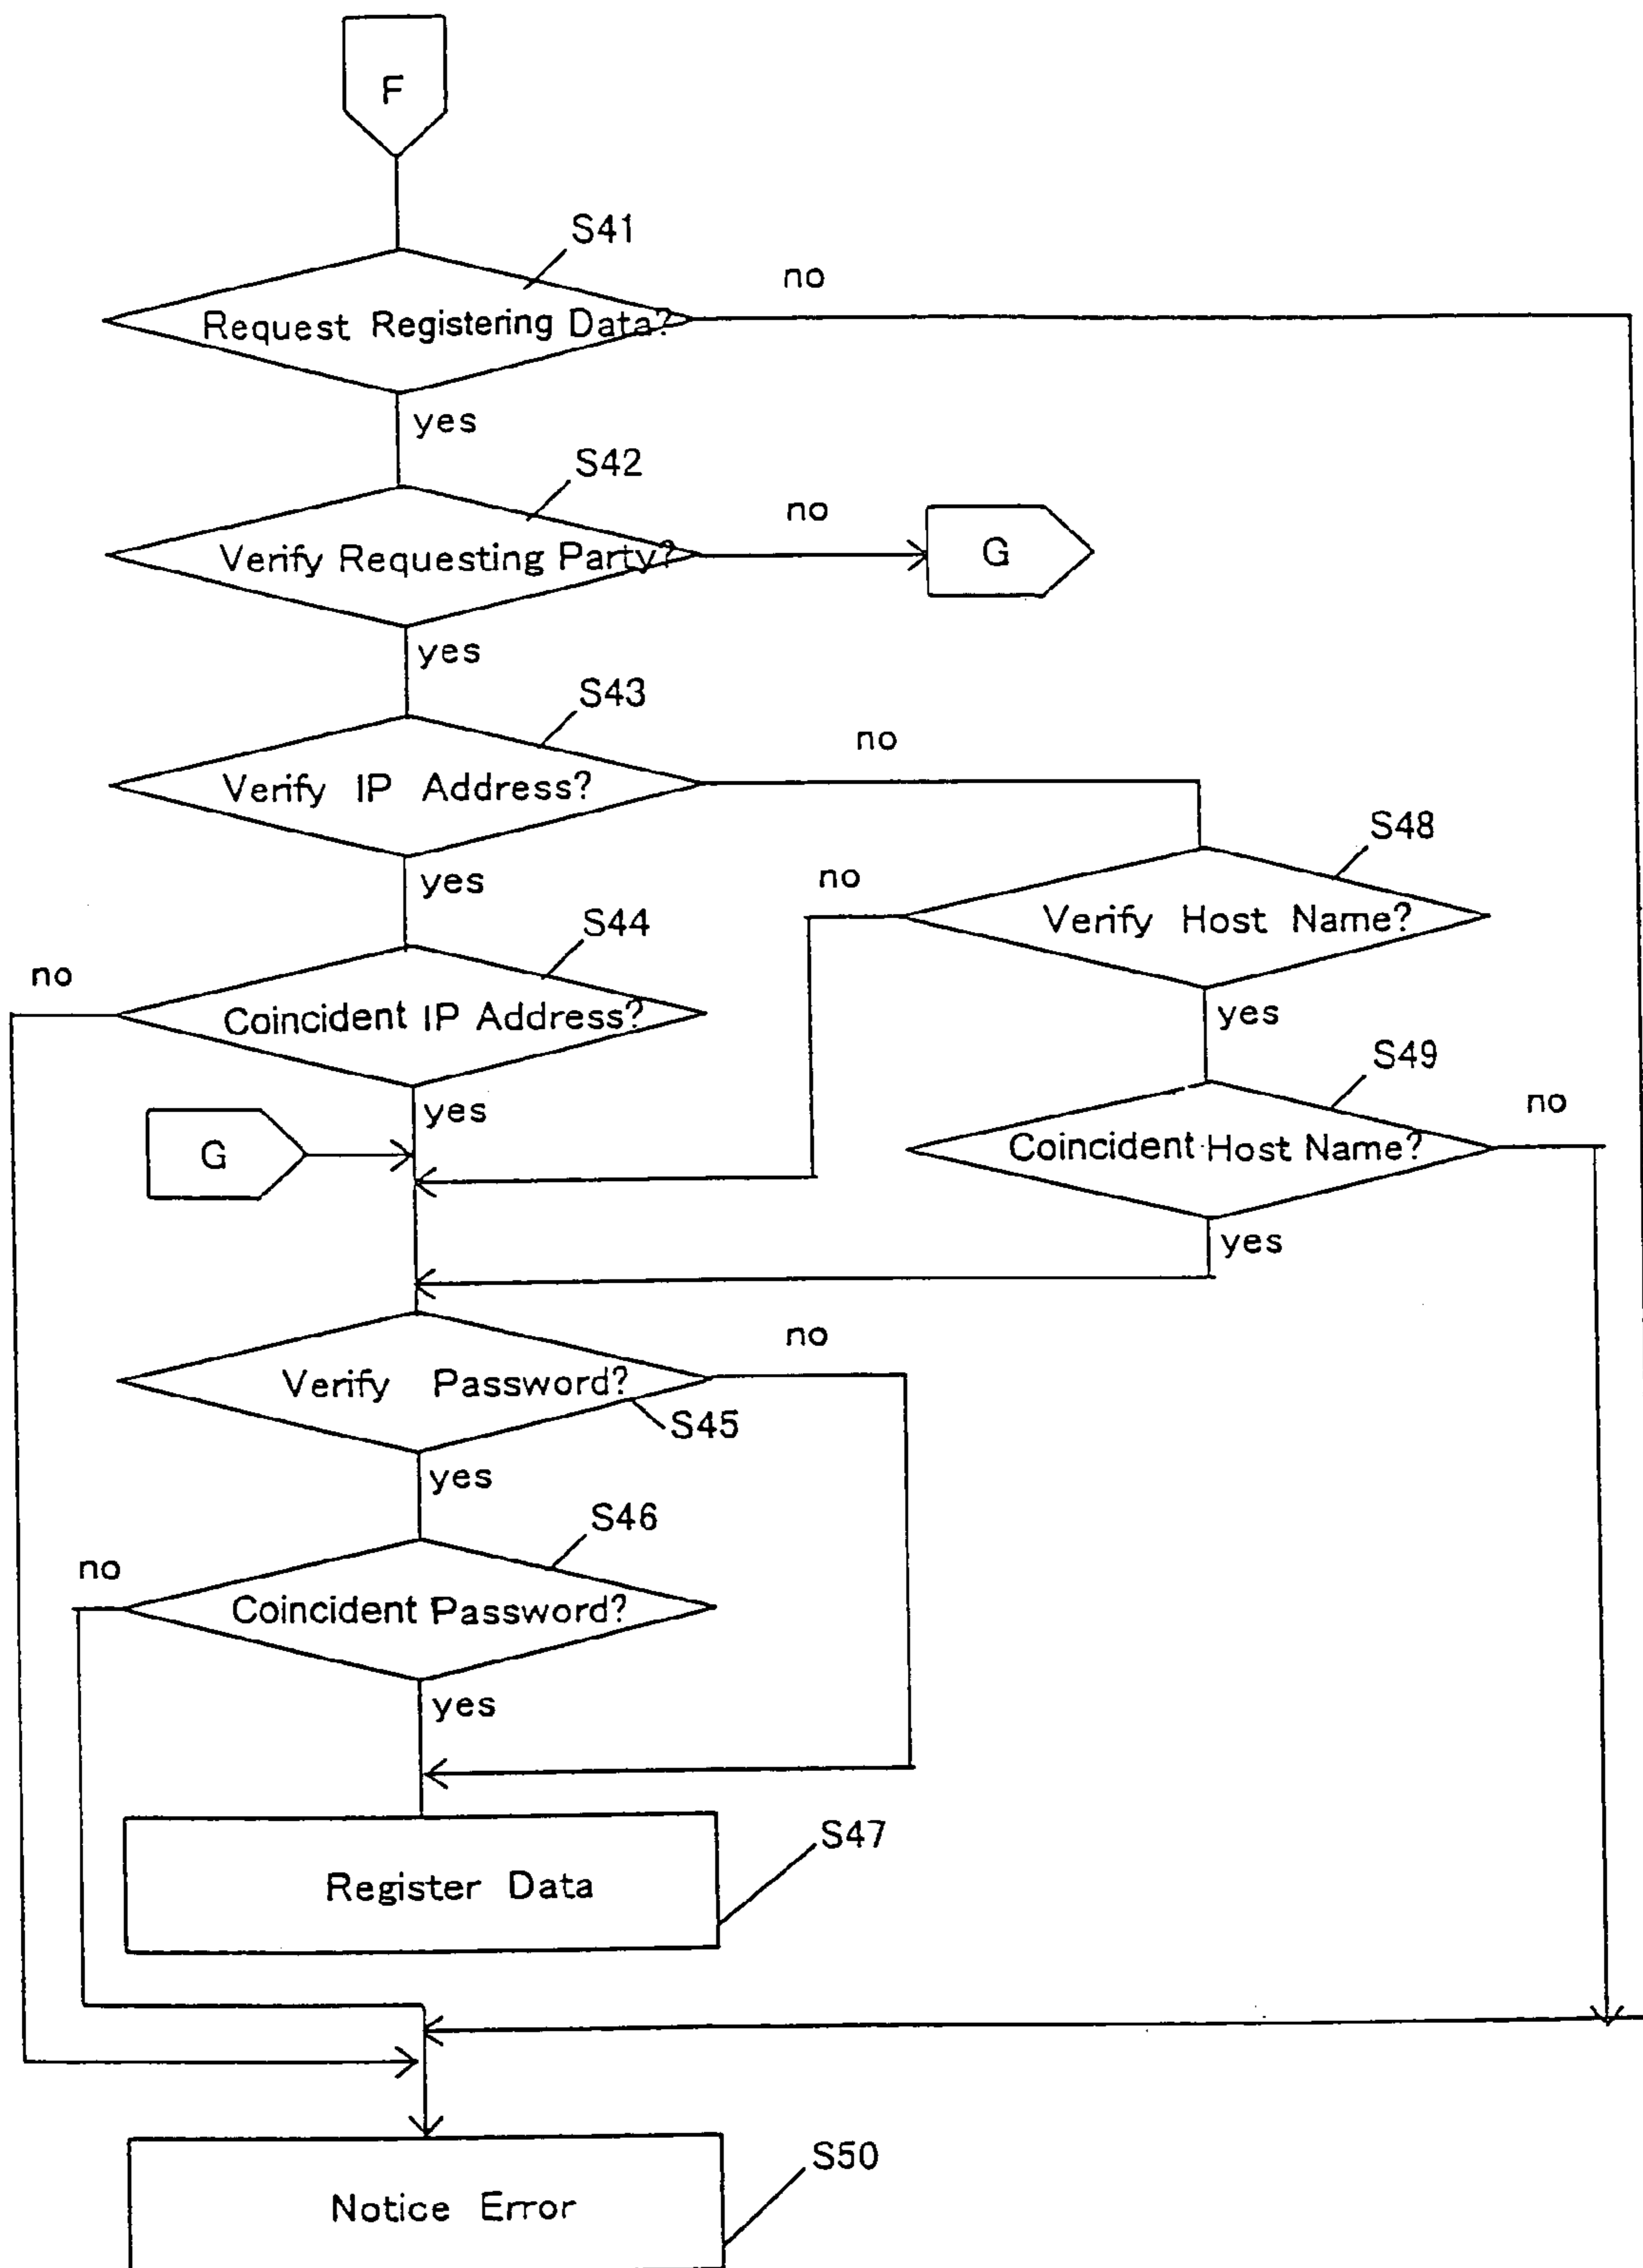 F
S41
no
Request Registering Data?
yes
S42
no
Verify Requesting Party?
G
yes
S43
no
Verify IP Address?
S48
yes
no
Verify Host Name?
S44
no
Coincident IP Address?
yes
S49
no
yes
G
Coincident Host Name?
yes
no
Verify Password?
S45
yes
S46
no
Coincident Password?
yes
S47
Register Data
S50
Notice Error